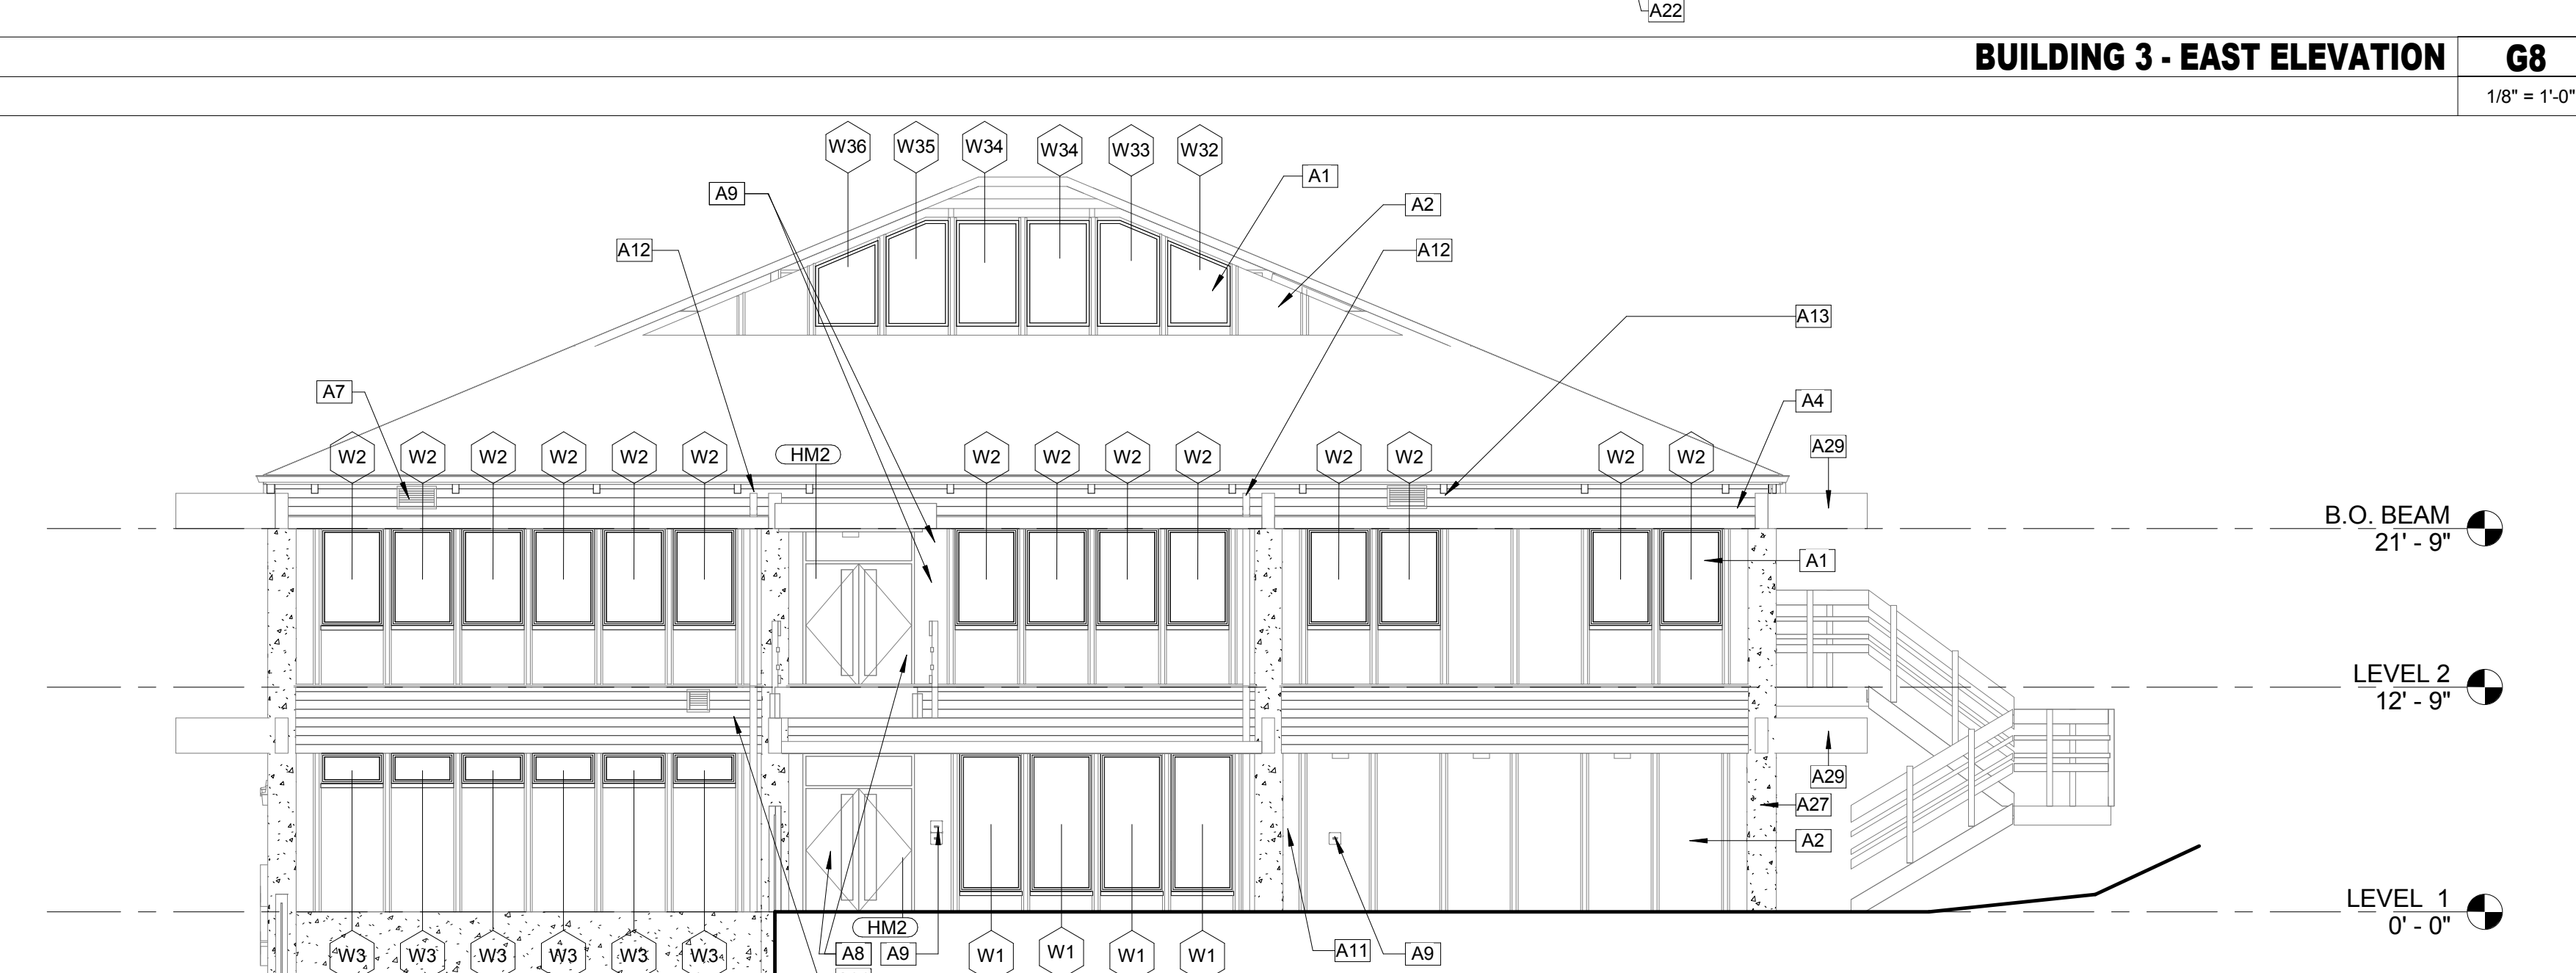 A22
BUILDING 3 - EAST ELEVATION
G8
1/8" = 1'-0"
W36
W35
W34
W34
W33
W32
A1
A9
A2
A12
A12
A13
A7
A4
W2
W2
W2
W2
W2
W2
HM2
W2
W2
W2
W2
W2
W2
W2
W2
A29
B.O. BEAM
21' - 9"
A1
LEVEL 2
12' - 9"
A29
A27
A2
LEVEL 1
0' - 0"
HM2
W3
W3
W3
W3
W3
W3
A8
A9
W1
W1
W1
W1
A11
A9